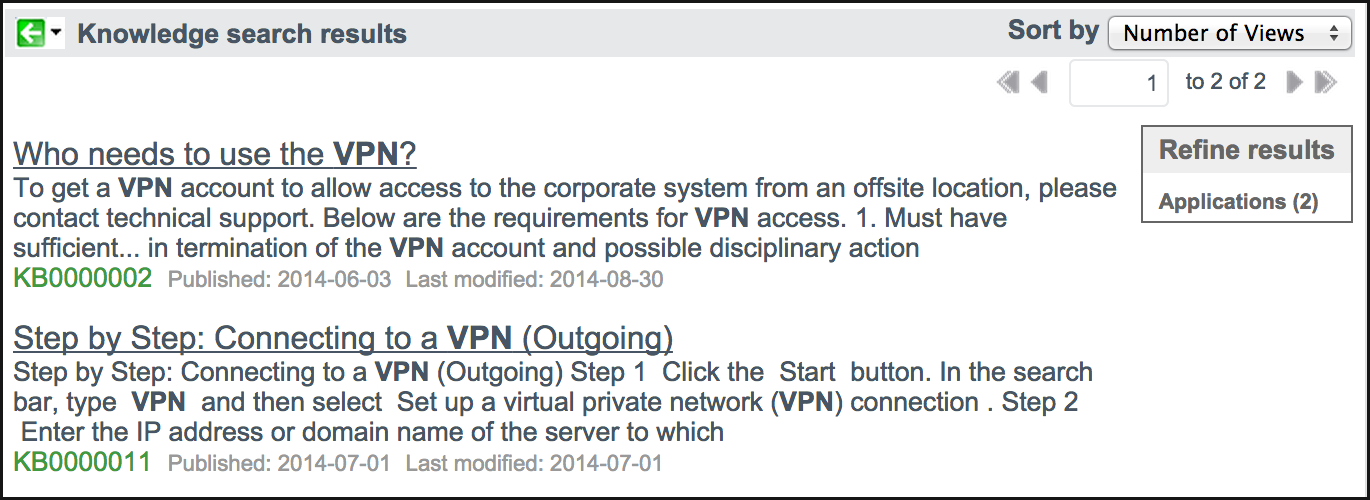 Knowledge search results
Sort by Number of Views
1 to 2 of 2
Who needs to use the VPN?
To get a VPN account to allow access to the corporate system from an offsite location, please
contact technical support. Below are the requirements for VPN access. 1. Must have
sufficient... in termination of the VPN account and possible disciplinary action
KB0000002 Published: 2014-06-03 Last modified: 2014-08-30
Step by Step: Connecting to a VPN (Outgoing)
Step by Step: Connecting to a VPN (Outgoing) Step 1 Click the Start button. In the search
bar, type VPN and then select Set up a virtual private network (VPN) connection . Step 2
Enter the IP address or domain name of the server to which
KB0000011 Published: 2014-07-01 Last modified: 2014-07-01
Refine results
Applications (2)